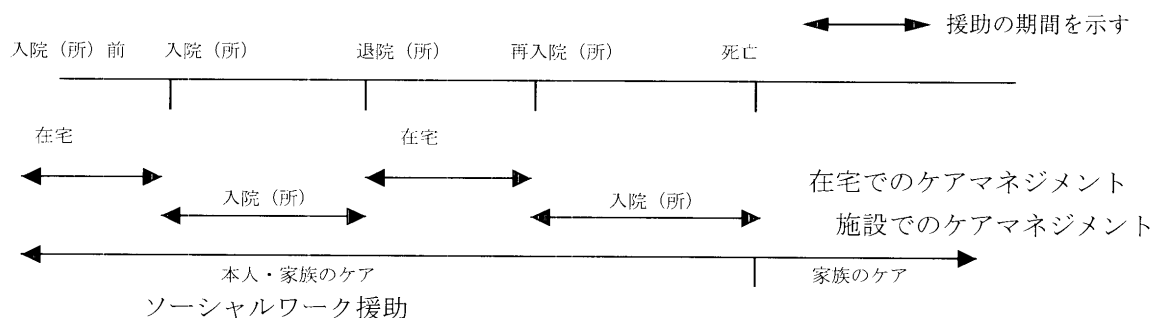 援助の期間を示す
入院（所）前 入院（所） 退院（所） 再入院（所） 死亡
在宅 在宅
在宅でのケアマネジメント
入院（所） 入院（所）
施設でのケアマネジメント
本人・家族のケア 家族のケア
ソーシャルワーク援助